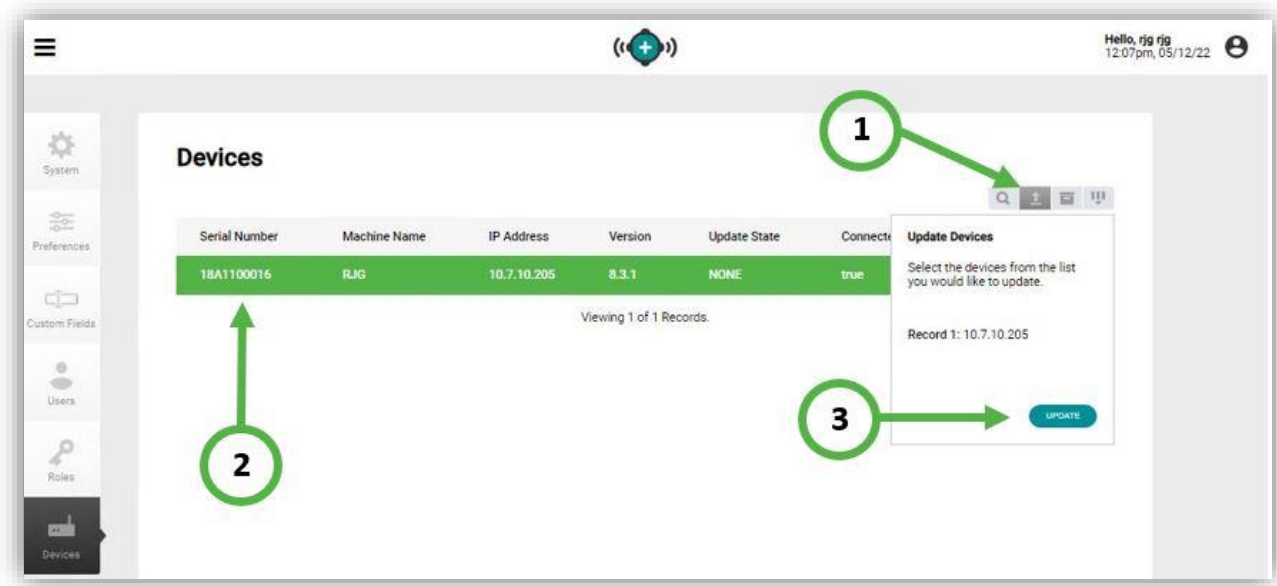 Hello, rjg rjg
12:07pm, 05/12/22
System
Preferences
Custom Fields
Users
Roles
Devices
Devices
1
Serial Number Machine Name IP Address Version Update State Connecte
18A1100016 RJG 10.7.10.205 8.3.1 NONE true
Viewing 1 of 1 Records.
Update Devices
Select the devices from the list
you would like to update.
Record 1: 10.7.10.205
UPDATE
2
3